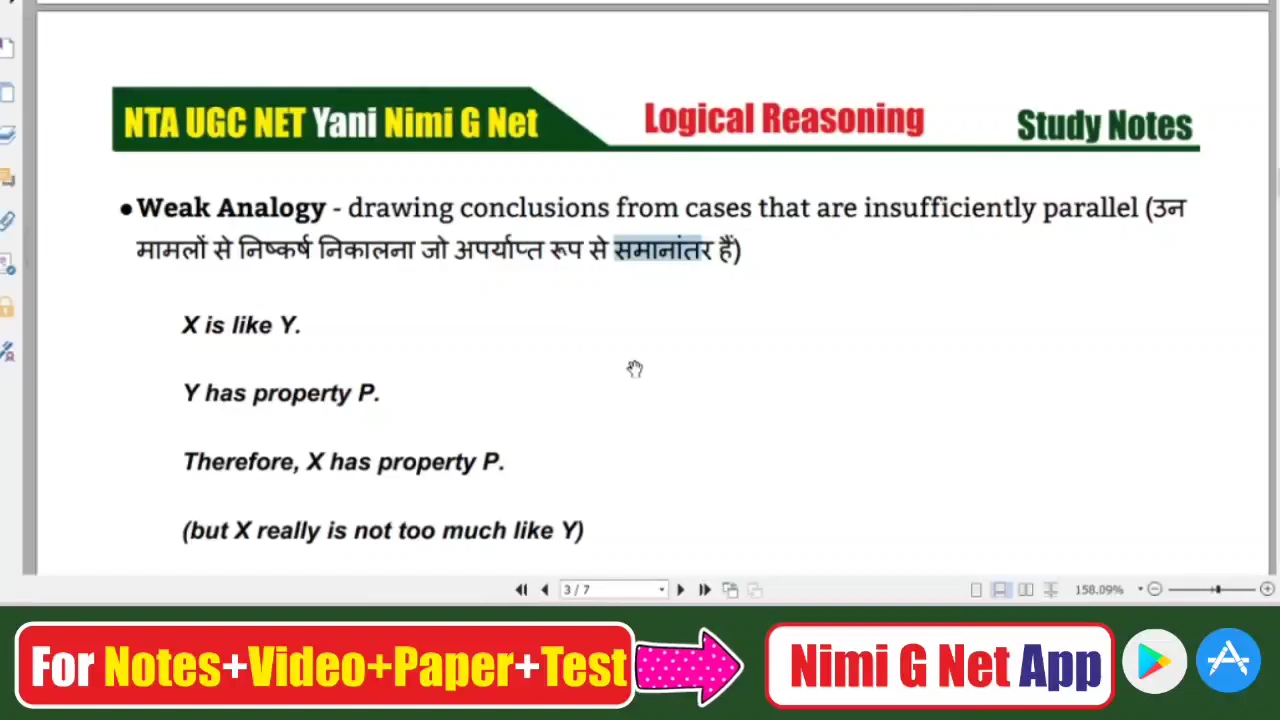 NTA UGC NET Yani Nimi G Net
Logical Reasoning
Study Notes
●Weak Analogy - drawing conclusions from cases that are insufficiently parallel (उन
मामलों से निष्कर्ष निकालना जो अपर्याप्त रूप से समानांतर हैं)
X is like Y.
Y has property P.
Therefore, X has property P.
(but X really is not too much like Y)
3 / 7
158.09%
For Notes+Video+Paper+Test
Nimi G Net App